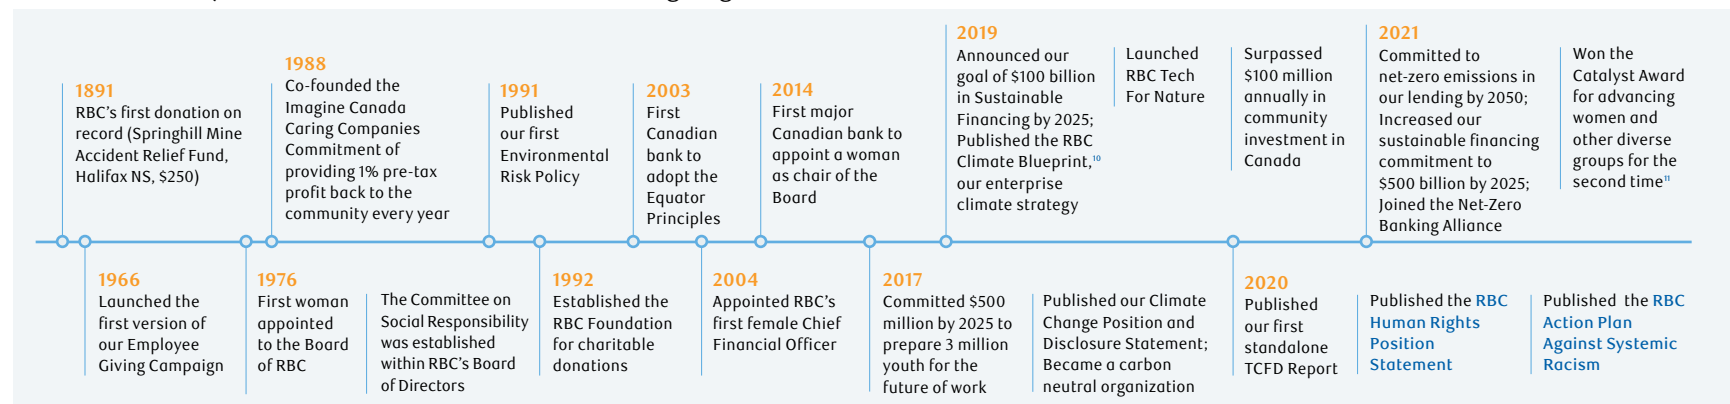 1891
RBC's first donation on
record (Springhill Mine
Accident Relief Fund,
Halifax NS, $250)
1988
Co-founded the
Imagine Canada
Caring Companies
Commitment of
providing 1% pre-tax
profit back to the
community every year
1991
Published
our first
Environmental
Risk Policy
2003
First
Canadian
bank to
adopt the
Equator
Principles
2014
First major
Canadian bank to
appoint a woman
as chair of the
Board
2019
Announced our
goal of $100 billion
in Sustainable
Financing by 2025;
Published the RBC
Climate Blueprint,¹⁰
our enterprise
climate strategy
Launched
RBC Tech
For Nature
Surpassed
$100 million
annually in
community
investment in
Canada
2021
Committed to
net-zero emissions in
our lending by 2050;
Increased our
sustainable financing
commitment to
$500 billion by 2025;
Joined the Net-Zero
Banking Alliance
Won the
Catalyst Award
for advancing
women and
other diverse
groups for the
second time¹¹
1966
Launched the
first version of
our Employee
Giving Campaign
1976
First woman
appointed
to the Board
of RBC
The Committee on
Social Responsibility
was established
within RBC's Board
of Directors
1992
Established the
RBC Foundation
for charitable
donations
2004
Appointed RBC's
first female Chief
Financial Officer
2017
Committed $500
million by 2025 to
prepare 3 million
youth for the
future of work
Published our Climate
Change Position and
Disclosure Statement;
Became a carbon
neutral organization
2020
Published
our first
standalone
TCFD Report
Published the RBC
Human Rights
Position
Statement
Published the RBC
Action Plan
Against Systemic
Racism